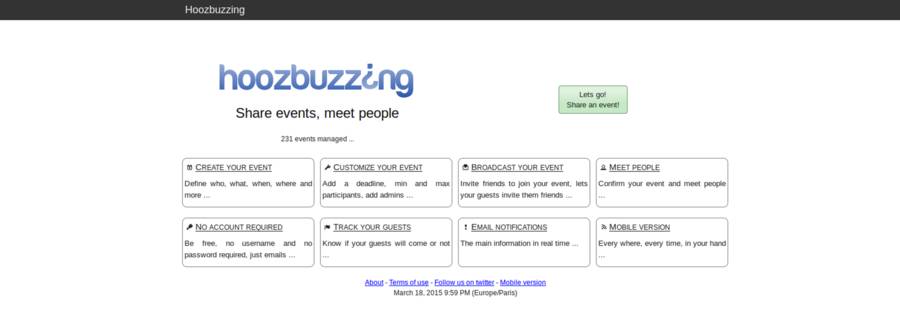 Hoozbuzzing
hoozbuzz¿ng
Share events, meet people
Lets go!
Share an event!
231 events managed ...
Create your event
Define who, what, when, where and
more ...
Customize your event
Add a deadline, min and max
participants, add admins ...
Broadcast your event
Invite friends to join your event, lets
your guests invite them friends ...
Meet people
Confirm your event and meet people
...
No account required
Be free, no username and no
password required, just emails ...
Track your guests
Know if your guests will come or not
...
Email notifications
The main information in real time ...
Mobile version
Every where, every time, in your hand
...
About - Terms of use - Follow us on twitter - Mobile version
March 18, 2015 9:59 PM (Europe/Paris)